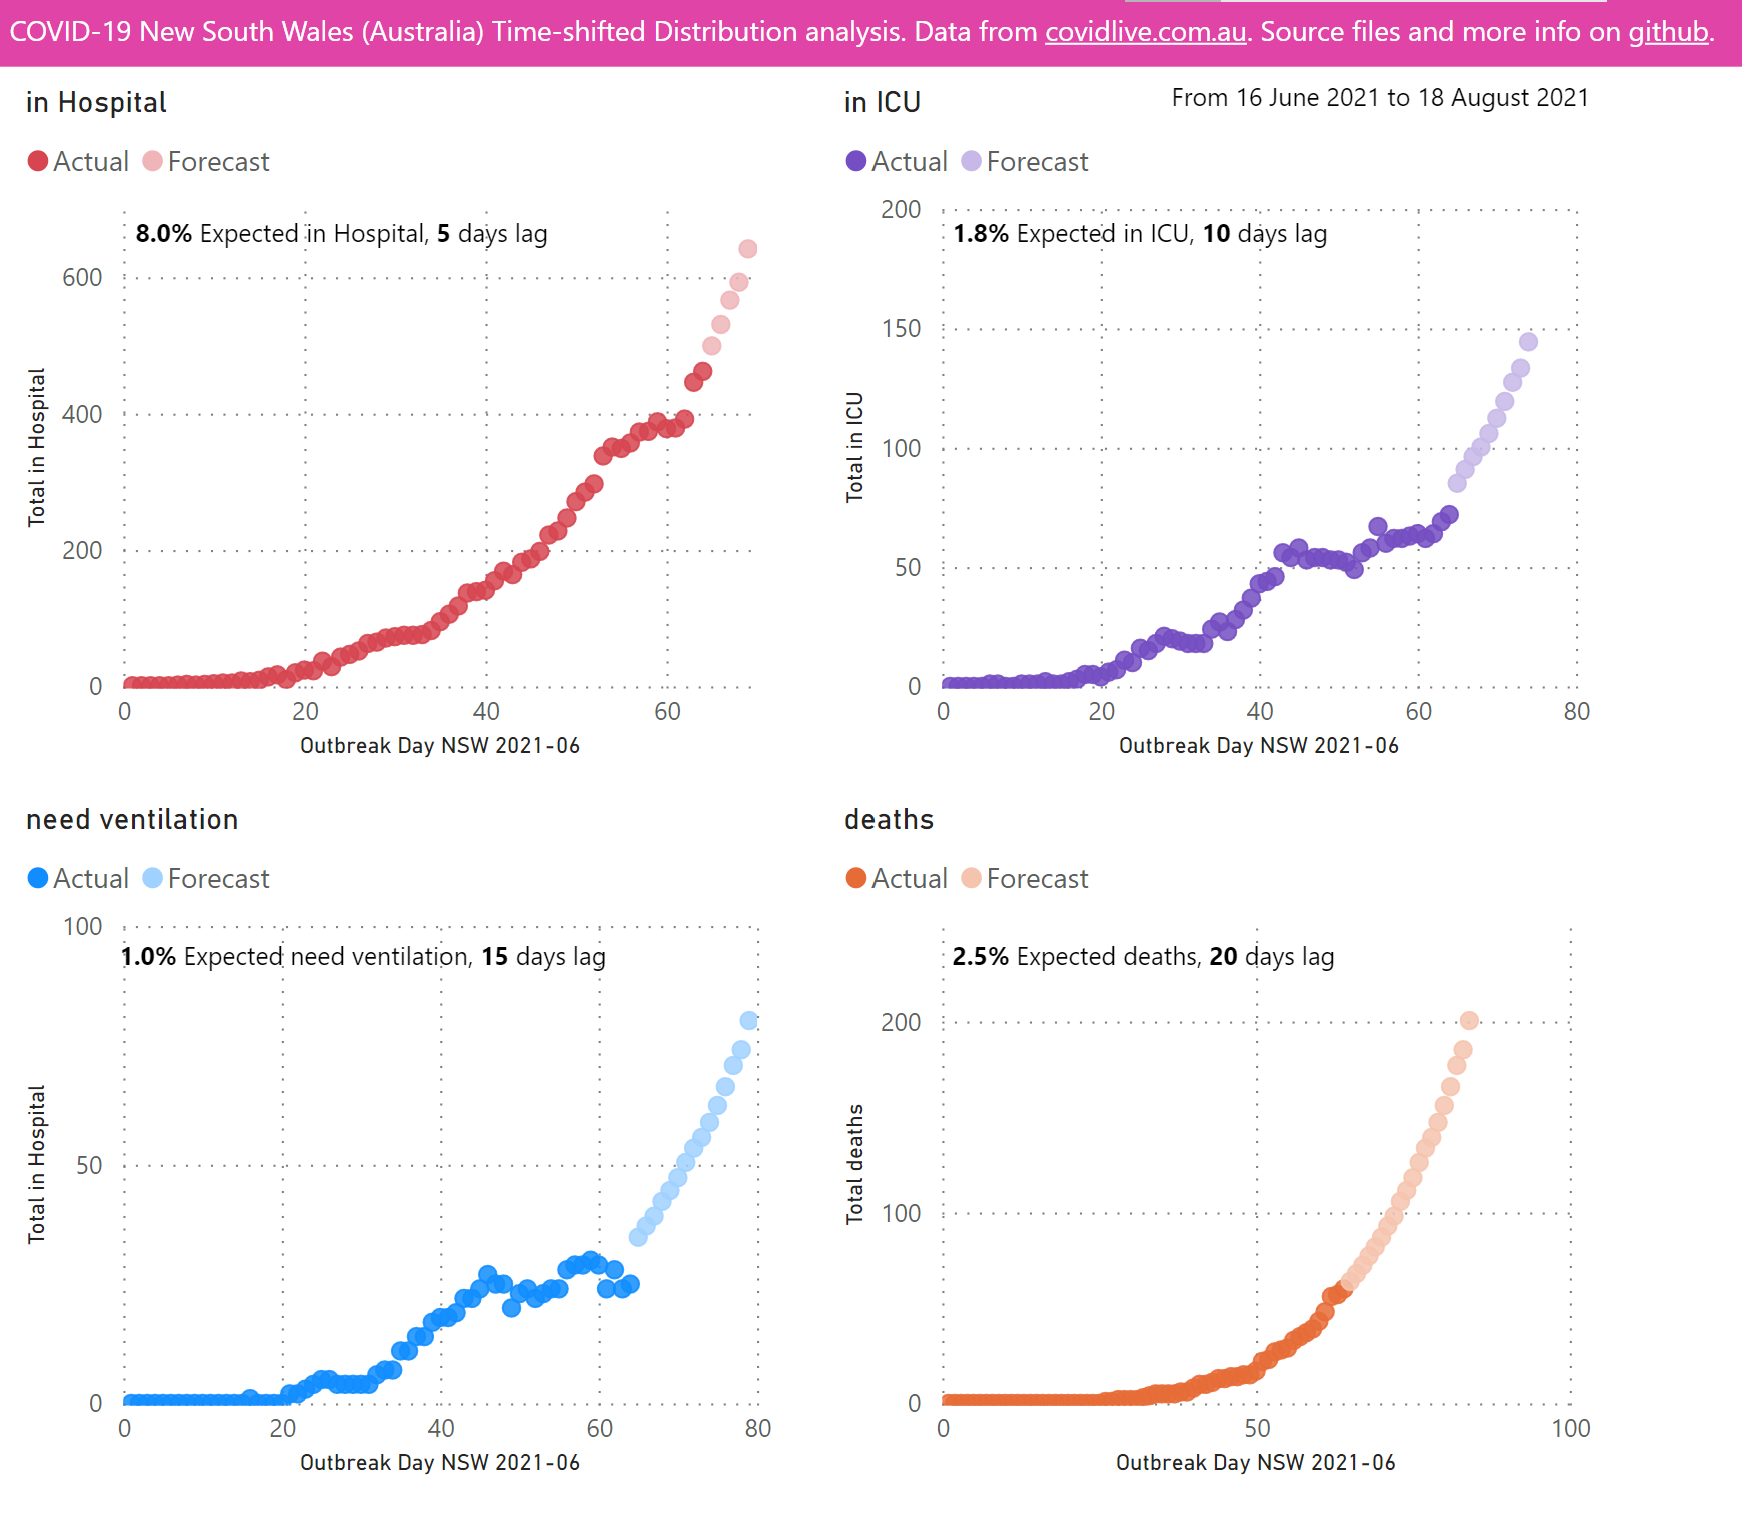 COVID-19 New South Wales (Australia) Time-shifted Distribution analysis. Data from covidlive.com.au. Source files and more info on github.
in Hospital
Actual Forecast
8.0% Expected in Hospital, 5 days lag
600
400
200
0
0 20 40 60
Total in Hospital
Outbreak Day NSW 2021-06
in ICU
From 16 June 2021 to 18 August 2021
Actual Forecast
200
1.8% Expected in ICU, 10 days lag
150
100
50
0
0 20 40 60 80
Total in ICU
Outbreak Day NSW 2021-06
need ventilation
Actual Forecast
100
1.0% Expected need ventilation, 15 days lag
50
0
0 20 40 60 80
Total in Hospital
Outbreak Day NSW 2021-06
deaths
Actual Forecast
2.5% Expected deaths, 20 days lag
200
100
0
0 50 100
Total deaths
Outbreak Day NSW 2021-06